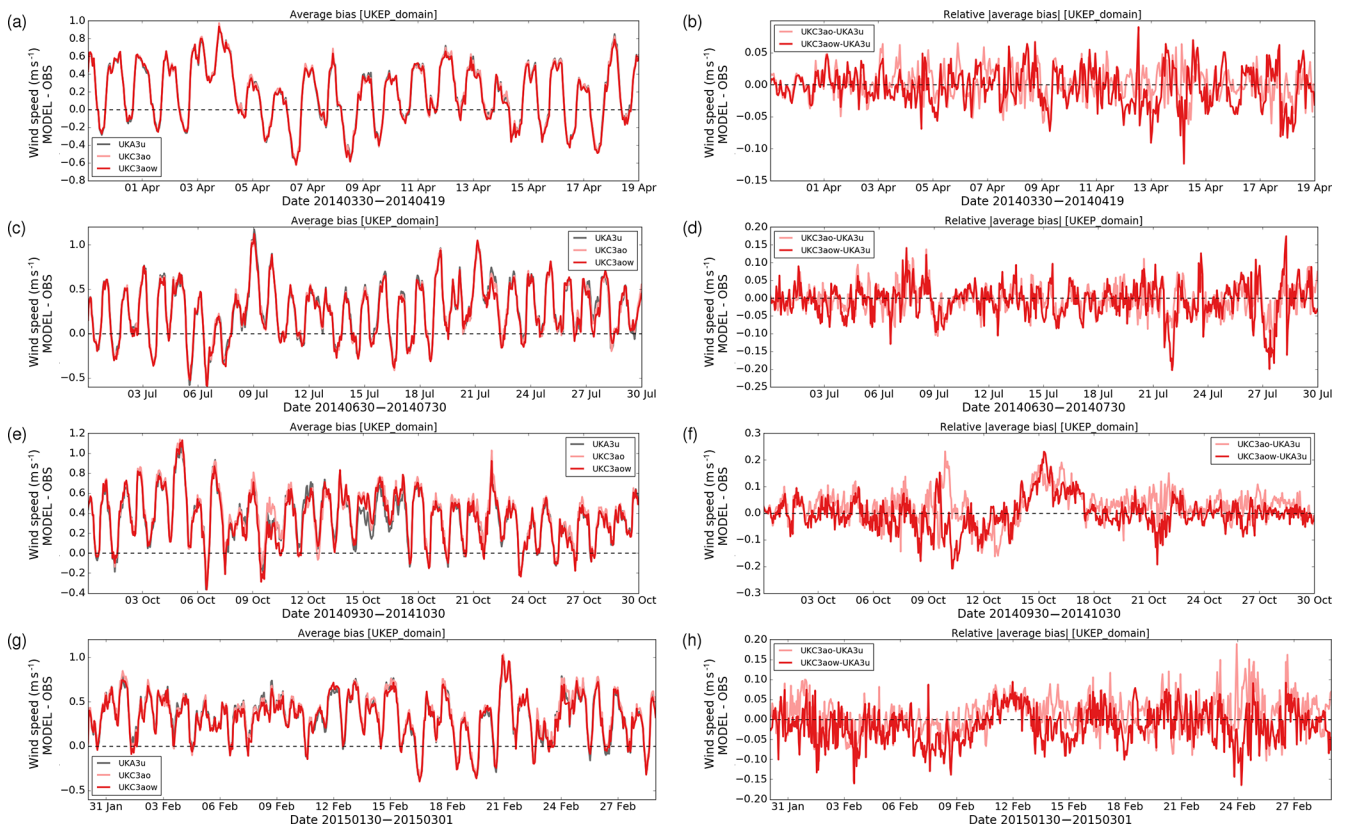 (a)
Average bias [UKEP_domain]
Wind speed (m s⁻¹)
MODEL - OBS
1.0
0.8
0.6
0.4
0.2
0.0
−0.2
−0.4
−0.6
−0.8
UKA3u
UKC3ao
UKC3aow
01 Apr 03 Apr 05 Apr 07 Apr 09 Apr 11 Apr 13 Apr 15 Apr 17 Apr 19 Apr
Date 20140330−20140419
(b)
Relative |average bias| [UKEP_domain]
Wind speed (m s⁻¹)
MODEL - OBS
0.05
0.00
−0.05
−0.10
−0.15
UKC3ao-UKA3u
UKC3aow-UKA3u
01 Apr 03 Apr 05 Apr 07 Apr 09 Apr 11 Apr 13 Apr 15 Apr 17 Apr 19 Apr
Date 20140330−20140419
(c)
Average bias [UKEP_domain]
Wind speed (m s⁻¹)
MODEL - OBS
1.0
0.5
0.0
−0.5
UKA3u
UKC3ao
UKC3aow
03 Jul 06 Jul 09 Jul 12 Jul 15 Jul 18 Jul 21 Jul 24 Jul 27 Jul 30 Jul
Date 20140630−20140730
(d)
Relative |average bias| [UKEP_domain]
Wind speed (m s⁻¹)
MODEL - OBS
0.20
0.15
0.10
0.05
0.00
−0.05
−0.10
−0.15
−0.20
−0.25
UKC3ao-UKA3u
UKC3aow-UKA3u
03 Jul 06 Jul 09 Jul 12 Jul 15 Jul 18 Jul 21 Jul 24 Jul 27 Jul 30 Jul
Date 20140630−20140730
(e)
Average bias [UKEP_domain]
Wind speed (m s⁻¹)
MODEL - OBS
1.2
1.0
0.8
0.6
0.4
0.2
0.0
−0.2
−0.4
UKA3u
UKC3ao
UKC3aow
03 Oct 06 Oct 09 Oct 12 Oct 15 Oct 18 Oct 21 Oct 24 Oct 27 Oct 30 Oct
Date 20140930−20141030
(f)
Relative |average bias| [UKEP_domain]
Wind speed (m s⁻¹)
MODEL - OBS
0.3
0.2
0.1
0.0
−0.1
−0.2
−0.3
UKC3ao-UKA3u
UKC3aow-UKA3u
03 Oct 06 Oct 09 Oct 12 Oct 15 Oct 18 Oct 21 Oct 24 Oct 27 Oct 30 Oct
Date 20140930−20141030
(g)
Average bias [UKEP_domain]
Wind speed (m s⁻¹)
MODEL - OBS
1.0
0.5
0.0
−0.5
UKA3u
UKC3ao
UKC3aow
31 Jan 03 Feb 06 Feb 09 Feb 12 Feb 15 Feb 18 Feb 21 Feb 24 Feb 27 Feb
Date 20150130−20150301
(h)
Relative |average bias| [UKEP_domain]
Wind speed (m s⁻¹)
MODEL - OBS
0.20
0.15
0.10
0.05
0.00
−0.05
−0.10
−0.15
−0.20
UKC3ao-UKA3u
UKC3aow-UKA3u
31 Jan 03 Feb 06 Feb 09 Feb 12 Feb 15 Feb 18 Feb 21 Feb 24 Feb 27 Feb
Date 20150130−20150301